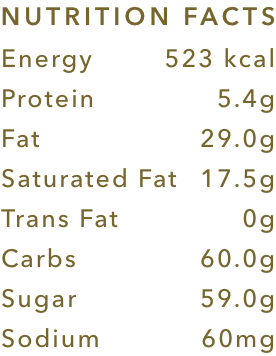 NUTRITION FACTS
Energy 523 kcal
Protein 5.4g
Fat 29.0g
Saturated Fat 17.5g
Trans Fat 0g
Carbs 60.0g
Sugar 59.0g
Sodium 60mg